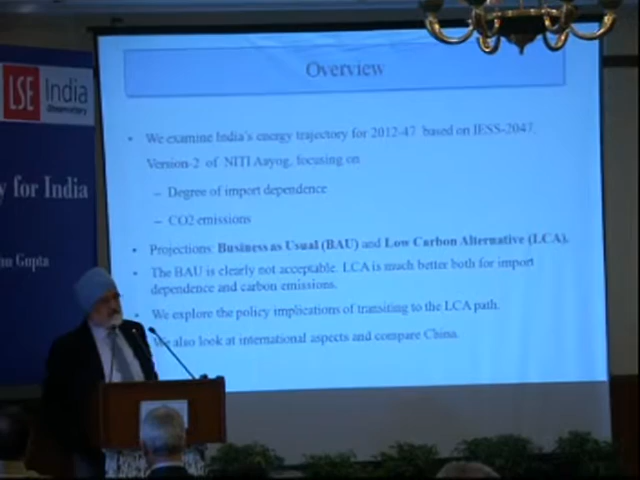 LSE India
Observatory
y for India
Gupta
Overview
• We examine India's energy trajectory for 2012-47 based on IESS-2047,
Version-2 of NITI Aayog, focusing on
– Degree of import dependence
– CO2 emissions
• Projections: Business as Usual (BAU) and Low Carbon Alternative (LCA).
• The BAU is clearly not acceptable. LCA is much better both for import
dependence and carbon emissions.
• We explore the policy implications of transiting to the LCA path.
We also look at international aspects and compare China.